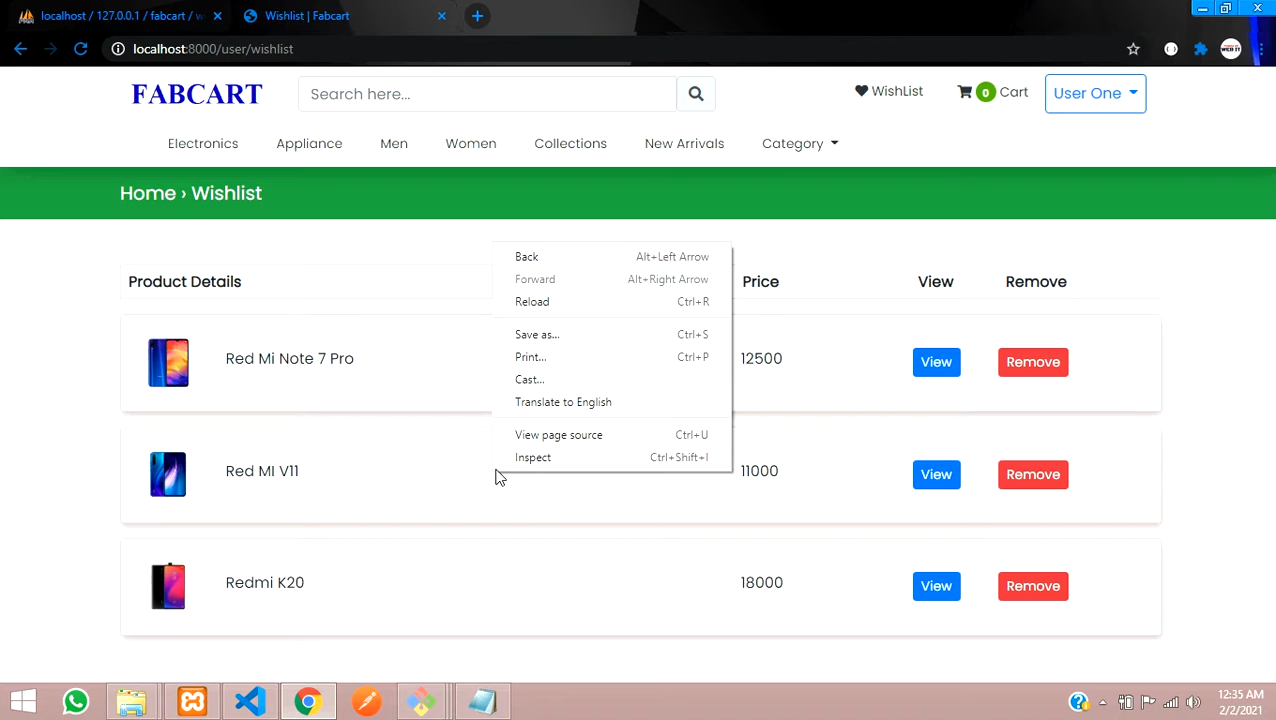 localhost / 127.0.0.1 / fabcart / w
Wishlist | Fabcart
localhost:8000/user/wishlist
FABCART
Search here...
WishList
0 Cart
User One
Electronics Appliance Men Women Collections New Arrivals Category
Home › Wishlist
Product Details Price View Remove
Back Alt+Left Arrow
Forward Alt+Right Arrow
Reload Ctrl+R
Save as... Ctrl+S
Print... Ctrl+P
Cast...
Translate to English
View page source Ctrl+U
Inspect Ctrl+Shift+I
Red Mi Note 7 Pro 12500 View Remove
Red MI V11 11000 View Remove
Redmi K20 18000 View Remove
12:35 AM
2/2/2021